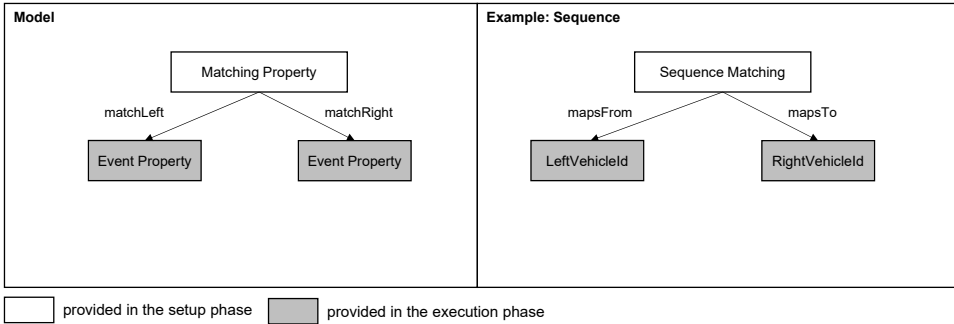 Model
Matching Property
matchLeft
matchRight
Event Property
Event Property
Example: Sequence
Sequence Matching
mapsFrom
mapsTo
LeftVehicleId
RightVehicleId
provided in the setup phase
provided in the execution phase